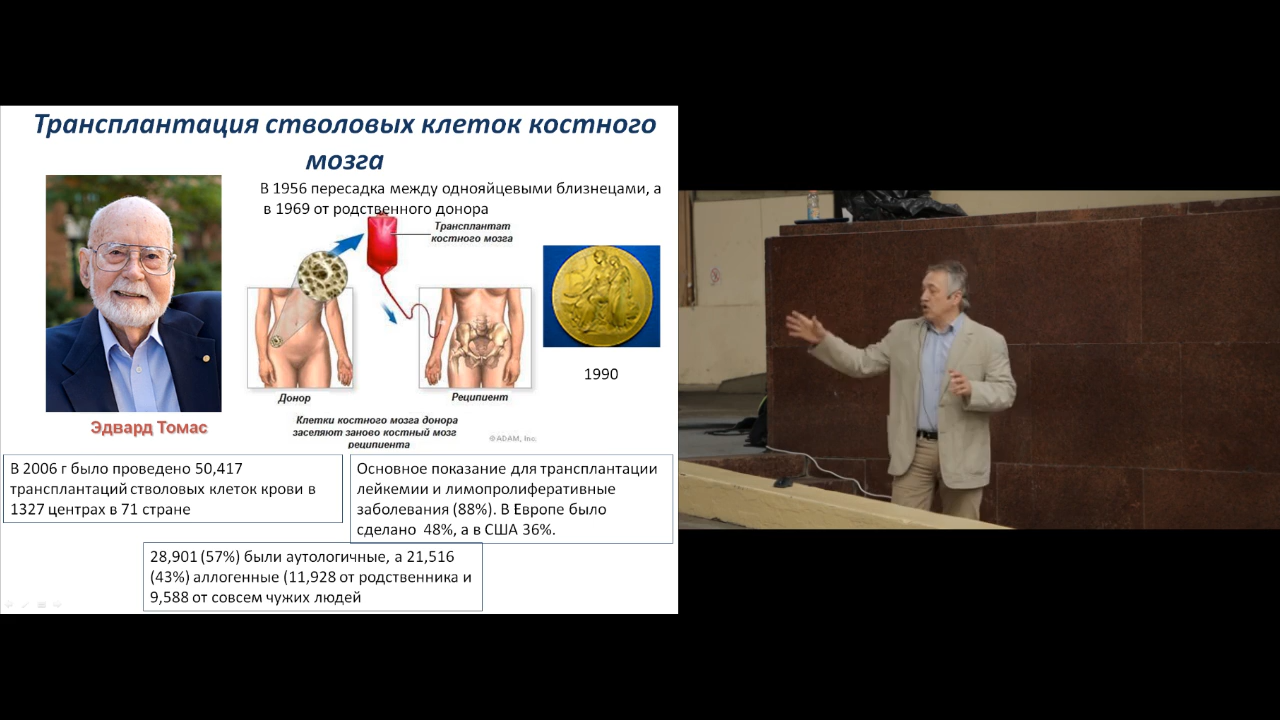 Трансплантация стволовых клеток костного
мозга
В 1956 пересадка между однояйцевыми близнецами, а
в 1969 от родственного донора
Трансплантат
костного мозга
1990
Донор
Реципиент
Эдвард Томас
Клетки костного мозга донора
заселяют заново костный мозг
реципиента
©ADAM, Inc.
В 2006 г было проведено 50,417
трансплантаций стволовых клеток крови в
1327 центрах в 71 стране
Основное показание для трансплантации
лейкемии и лимопролиферативные
заболевания (88%). В Европе было
сделано 48%, а в США 36%.
28,901 (57%) были аутологичные, а 21,516
(43%) аллогенные (11,928 от родственника и
9,588 от совсем чужих людей